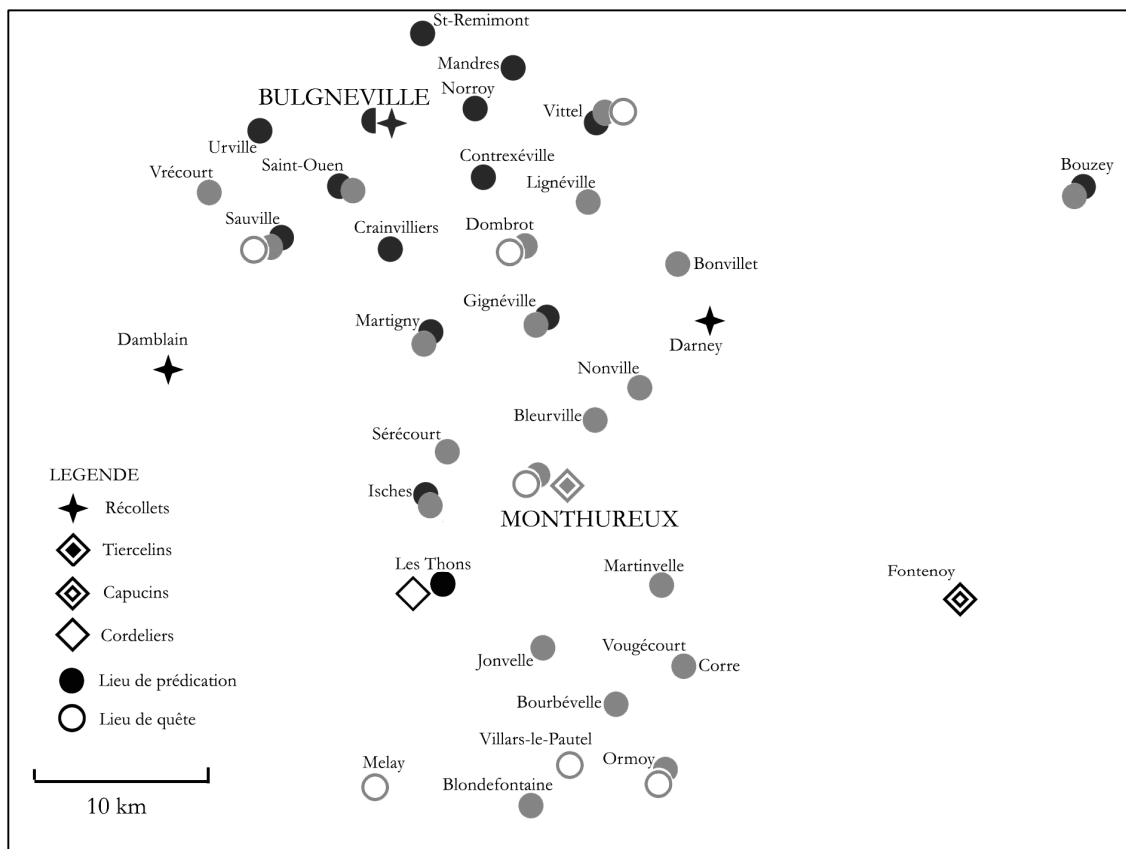 St-Remimont
Mandres
Norroy
BULGNEVILLE
Vittel
Urville
Saint-Ouen
Contrexéville
Vrécourt
Lignéville
Bouzey
Sauville
Crainvilliers
Dombrot
Bonvillet
Gignéville
Martigny
Damblain
Darney
Nonville
Bleurville
Sérécourt
Isches
MONTHUREUX
Les Thons
Martinvelle
Fontenoy
Jonvelle
Vougécourt
Corre
Bourbévelle
Villars-le-Pautel
Ormoy
Melay
Blondefontaine
LEGENDE
Récollets
Tiercelins
Capucins
Cordeliers
Lieu de prédication
Lieu de quête
10 km